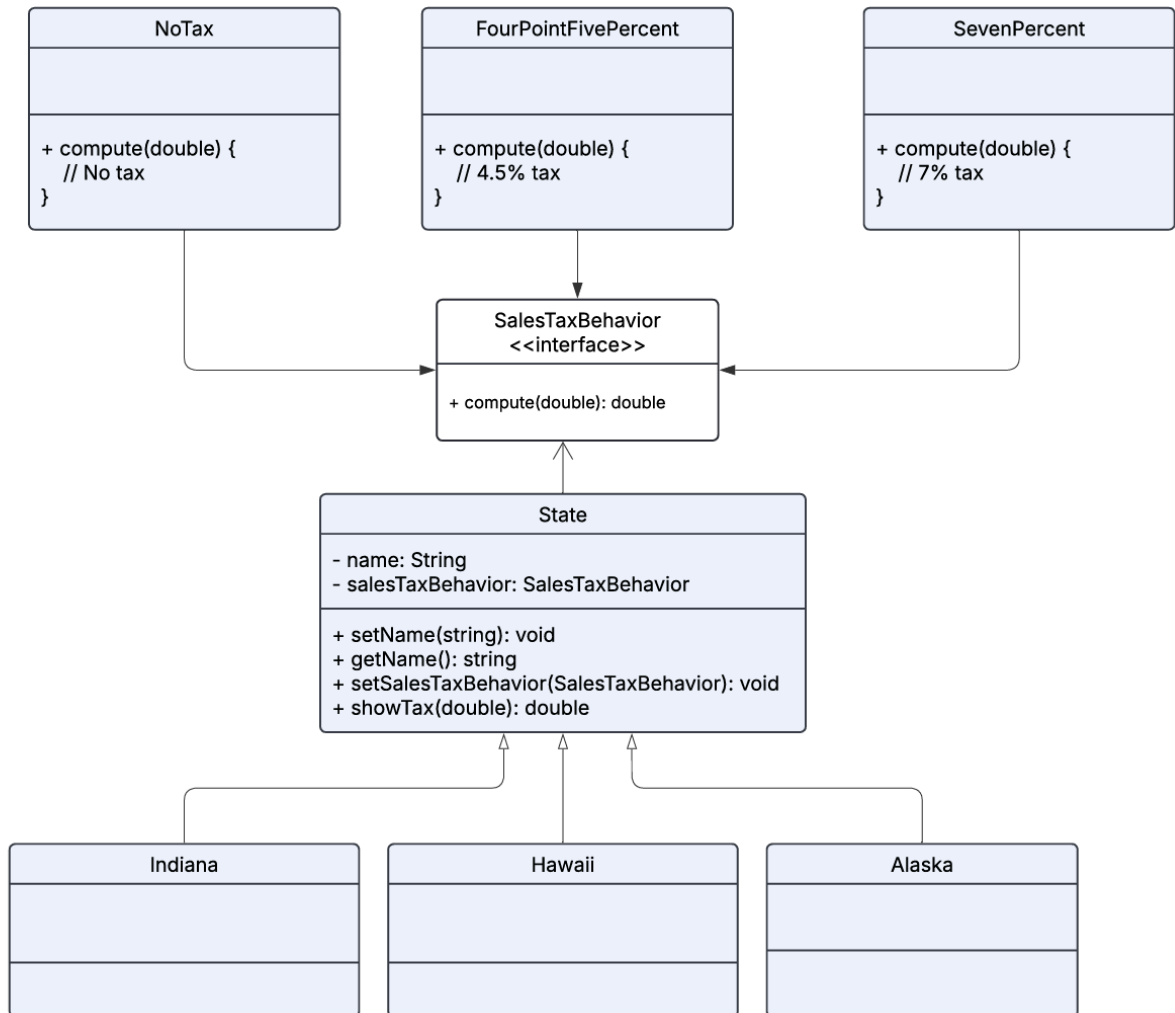 NoTax
+ compute(double) {
// No tax
}
FourPointFivePercent
+ compute(double) {
// 4.5% tax
}
SevenPercent
+ compute(double) {
// 7% tax
}
SalesTaxBehavior
<<interface>>
+ compute(double): double
State
- name: String
- salesTaxBehavior: SalesTaxBehavior
+ setName(string): void
+ getName(): string
+ setSalesTaxBehavior(SalesTaxBehavior): void
+ showTax(double): double
Indiana
Hawaii
Alaska